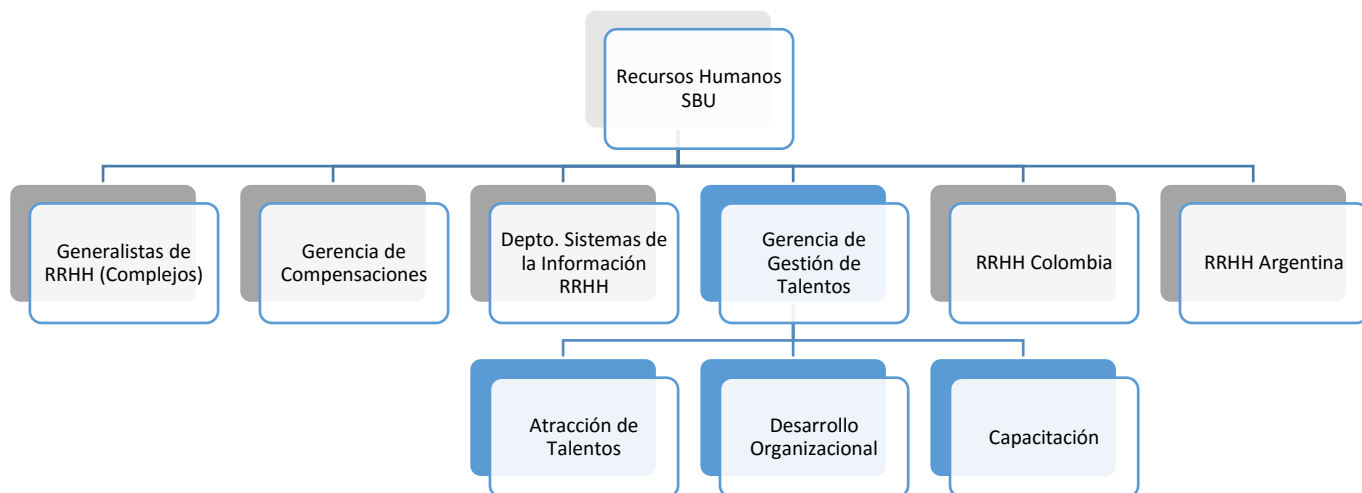 Recursos Humanos
SBU
Generalistas de
RRHH (Complejos)
Gerencia de
Compensaciones
Depto. Sistemas de
la Información
RRHH
Gerencia de
Gestión de
Talentos
RRHH Colombia
RRHH Argentina
Atracción de
Talentos
Desarrollo
Organizacional
Capacitación